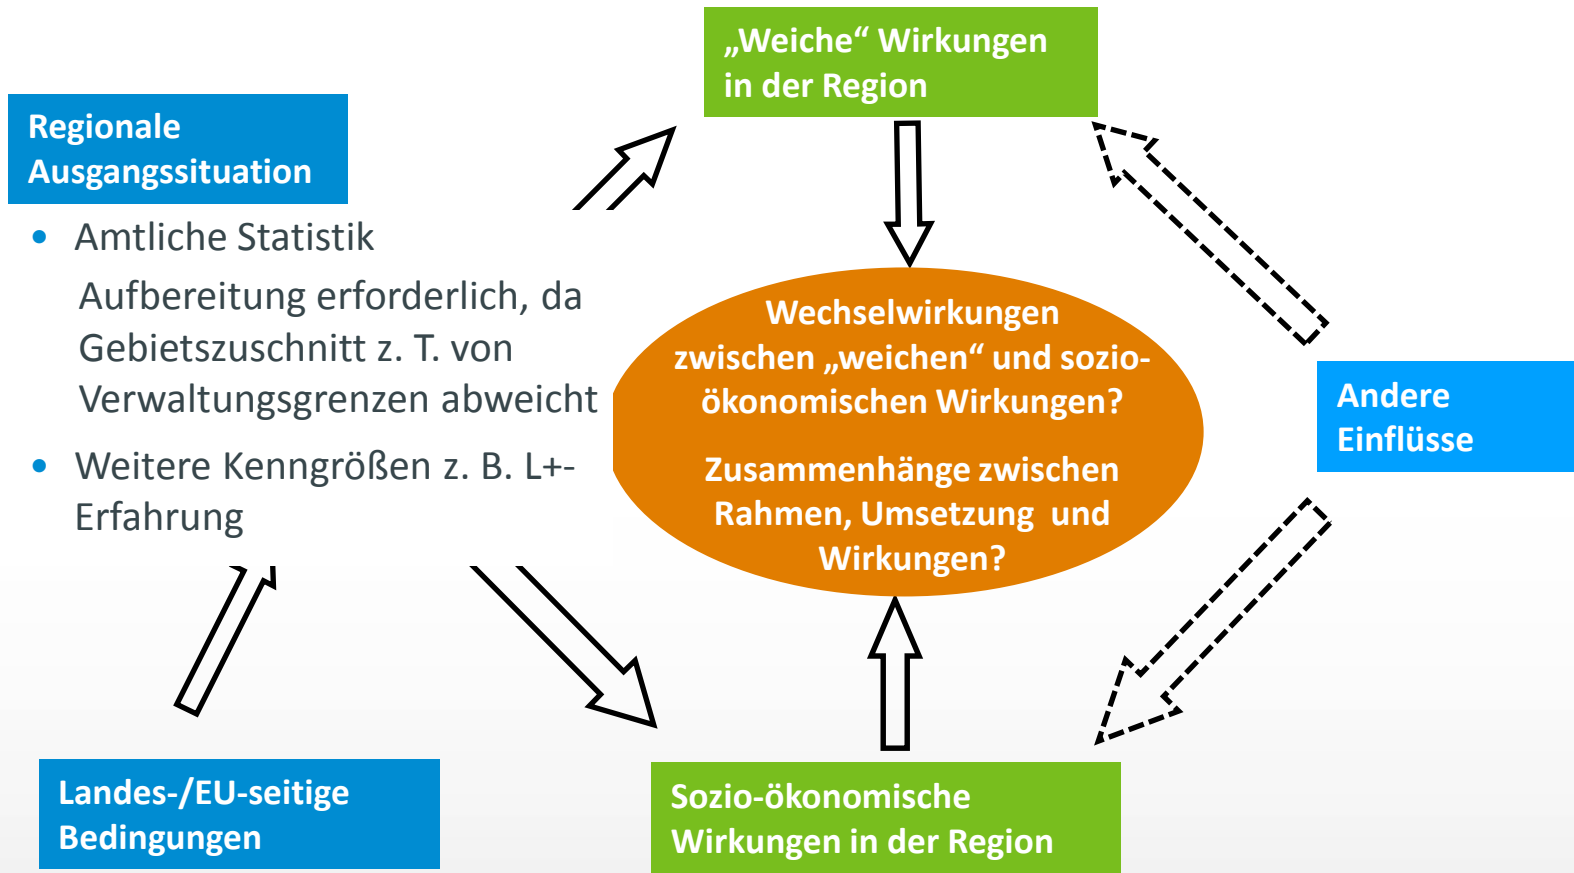 „Weiche“ Wirkungen
in der Region
Regionale
Ausgangssituation
• Amtliche Statistik
Aufbereitung erforderlich, da
Gebietszuschnitt z. T. von
Verwaltungsgrenzen abweicht
• Weitere Kenngrößen z. B. L+-
Erfahrung
Wechselwirkungen
zwischen „weichen“ und sozio-
ökonomischen Wirkungen?
Zusammenhänge zwischen
Rahmen, Umsetzung und
Wirkungen?
Andere
Einflüsse
Landes-/EU-seitige
Bedingungen
Sozio-ökonomische
Wirkungen in der Region